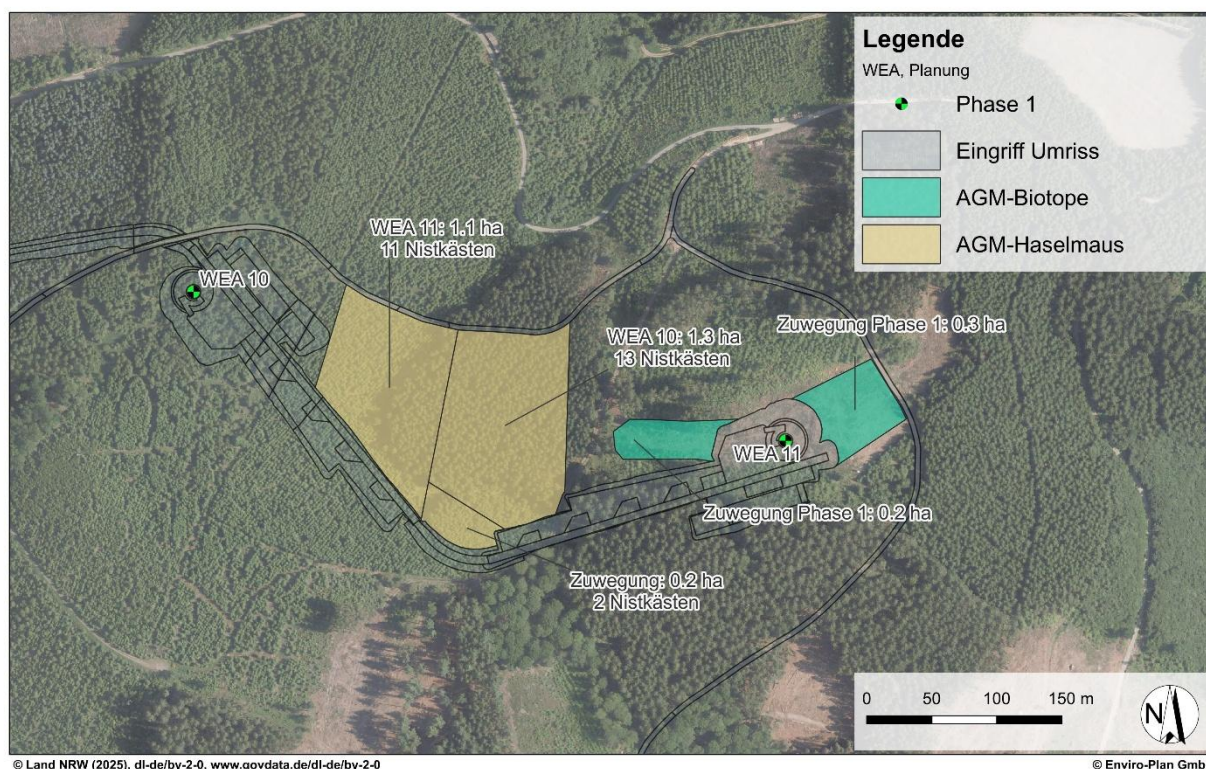 Legende
WEA, Planung
Phase 1
Eingriff Umriss
AGM-Biotope
AGM-Haselmaus
WEA 11: 1.1 ha
11 Nistkästen
WEA 10
WEA 10: 1.3 ha
13 Nistkästen
Zuwegung Phase 1: 0.3 ha
WEA 11
Zuwegung Phase 1: 0.2 ha
Zuwegung: 0.2 ha
2 Nistkästen
0 50 100 150 m
N
© Land NRW (2025), dl-de/by-2-0, www.govdata.de/dl-de/by-2-0
© Enviro-Plan Gmb